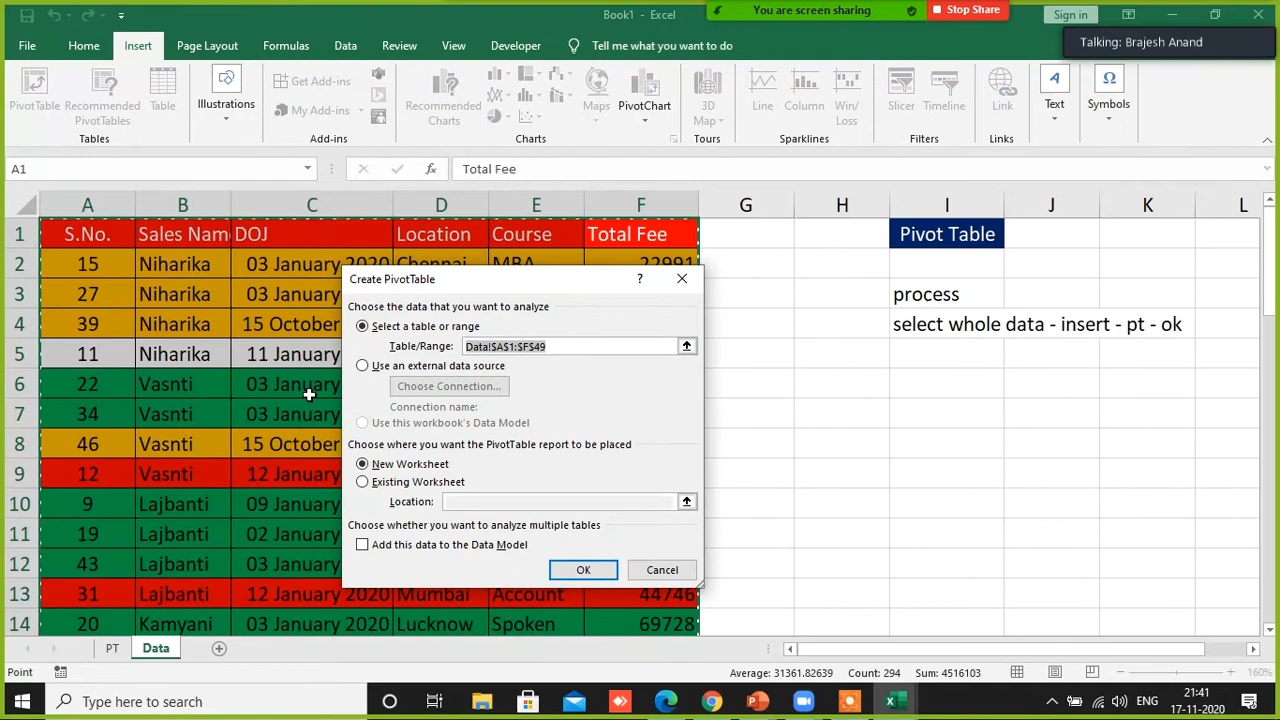 Book1 - Excel
You are screen sharing
Stop Share
Sign in
File Home Insert Page Layout Formulas Data Review View Developer Tell me what you want to do
Talking: Brajesh Anand
PivotTable
Recommended PivotTables
Table
Illustrations
Get Add-ins
My Add-ins
Recommended Charts
Maps
PivotChart
3D Map
Line
Column
Win/Loss
Slicer
Timeline
Link
Text
Symbols
Tables Add-ins Charts Tours Sparklines Filters Links
A1 fx Total Fee
A B C D E F G H I J K L
1 S.No. Sales Nam DOJ Location Course Total Fee Pivot Table
2 15 Niharika 03 January 2020 Chennai MBA 22991
3 27 Niharika 03 January process
4 39 Niharika 15 October select whole data - insert - pt - ok
5 11 Niharika 11 January
6 22 Vasnti 03 January
7 34 Vasnti 03 January
8 46 Vasnti 15 October
9 12 Vasnti 12 January
10 9 Lajbanti 09 January
11 19 Lajbanti 02 January
12 43 Lajbanti 03 January
13 31 Lajbanti 12 January 2020 Mumbai Account 44746
14 20 Kamyani 03 January 2020 Lucknow Spoken 69728
Create PivotTable ?
Choose the data that you want to analyze
Select a table or range
Table/Range: Data!$A$1:$F$49
Use an external data source
Choose Connection...
Connection name:
Use this workbook's Data Model
Choose where you want the PivotTable report to be placed
New Worksheet
Existing Worksheet
Location:
Choose whether you want to analyze multiple tables
Add this data to the Data Model
OK Cancel
PT Data
Point Average: 31361.82639 Count: 294 Sum: 4516103 160%
Type here to search
ENG
21:41
17-11-2020